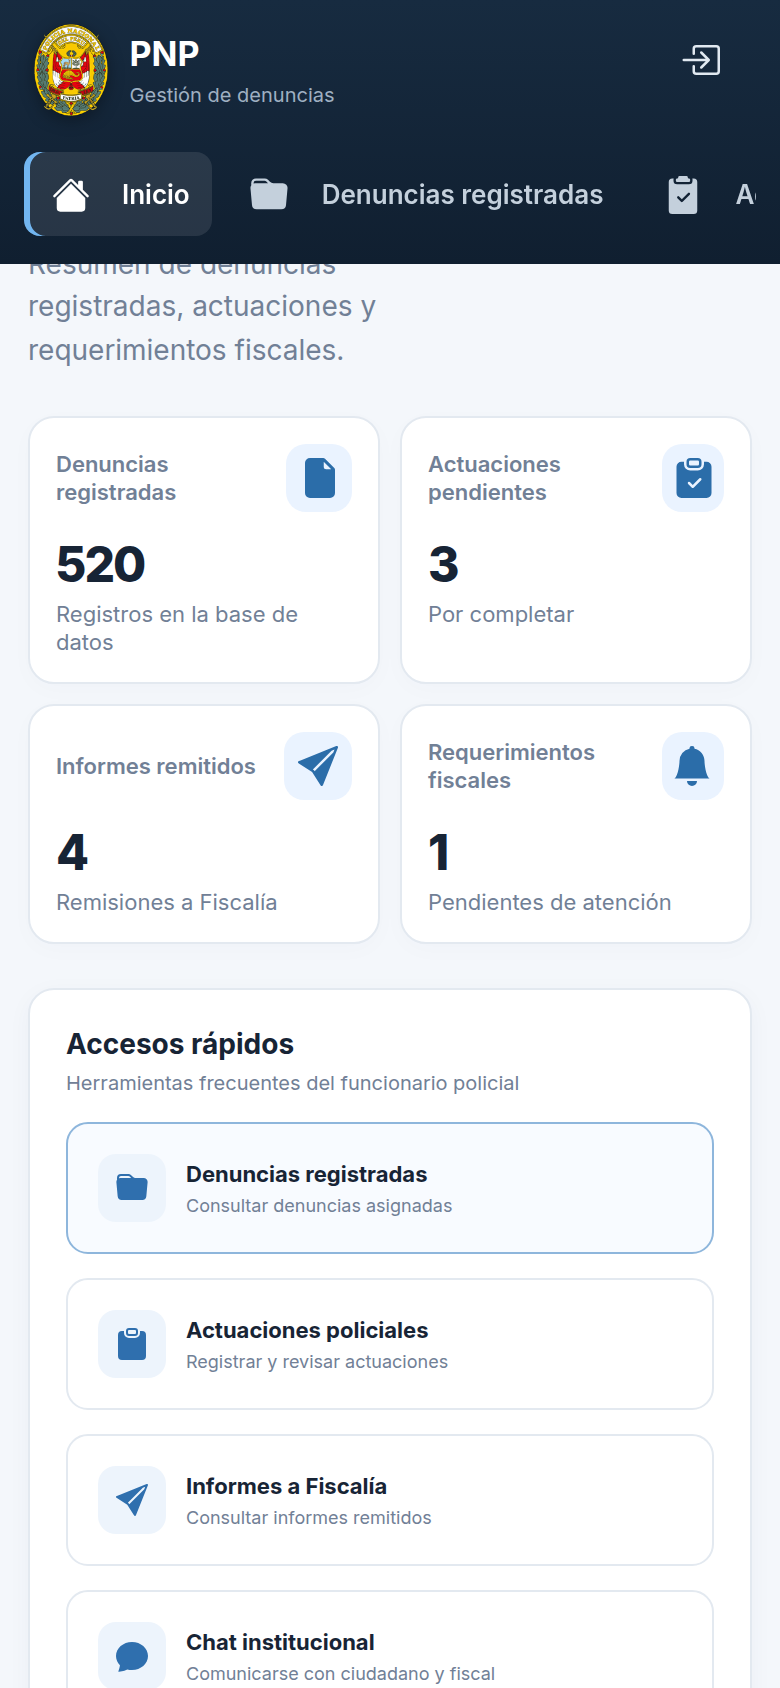 PNP
Gestión de denuncias
Inicio
Denuncias registradas
Resumen de denuncias
registradas, actuaciones y
requerimientos fiscales.
Denuncias
registradas
520
Registros en la base de
datos
Actuaciones
pendientes
3
Por completar
Informes remitidos
4
Remisiones a Fiscalía
Requerimientos
fiscales
1
Pendientes de atención
Accesos rápidos
Herramientas frecuentes del funcionario policial
Denuncias registradas
Consultar denuncias asignadas
Actuaciones policiales
Registrar y revisar actuaciones
Informes a Fiscalía
Consultar informes remitidos
Chat institucional
Comunicarse con ciudadano y fiscal